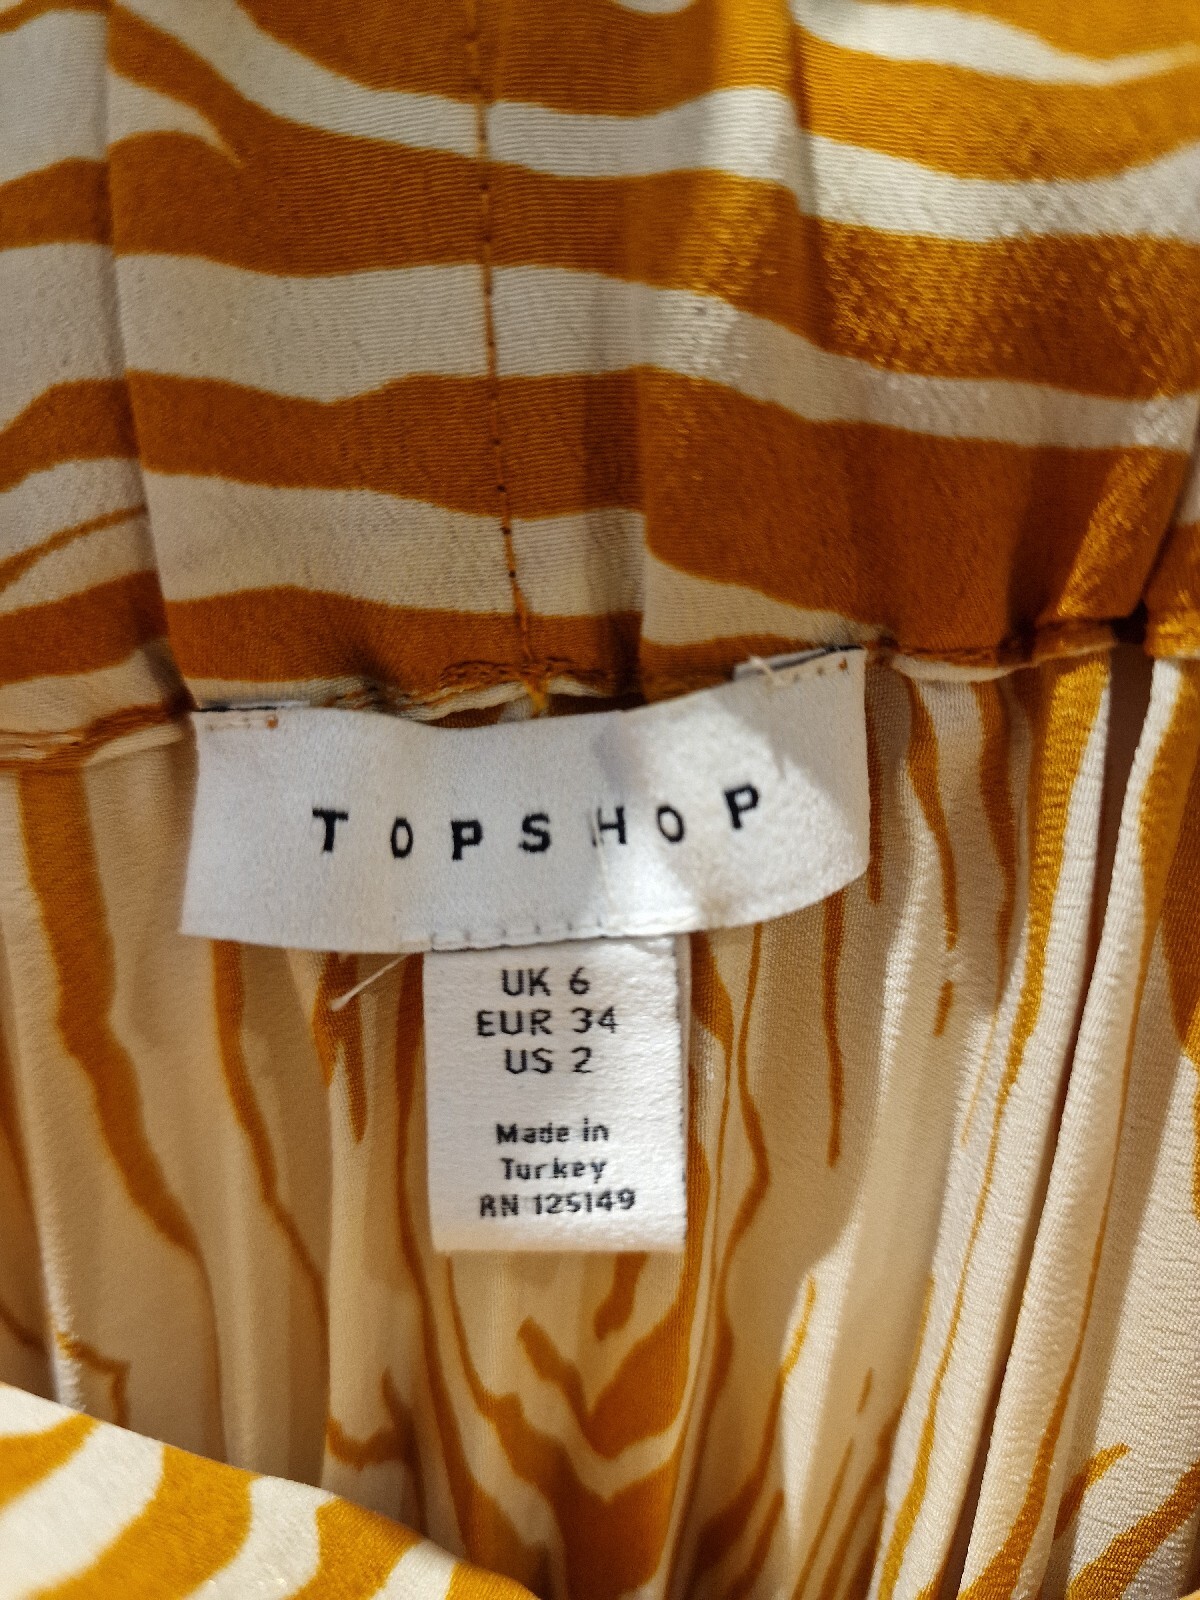 TOPSHOP
UK 6
EUR 34
US 2
Made in
Turkey
RN 125149